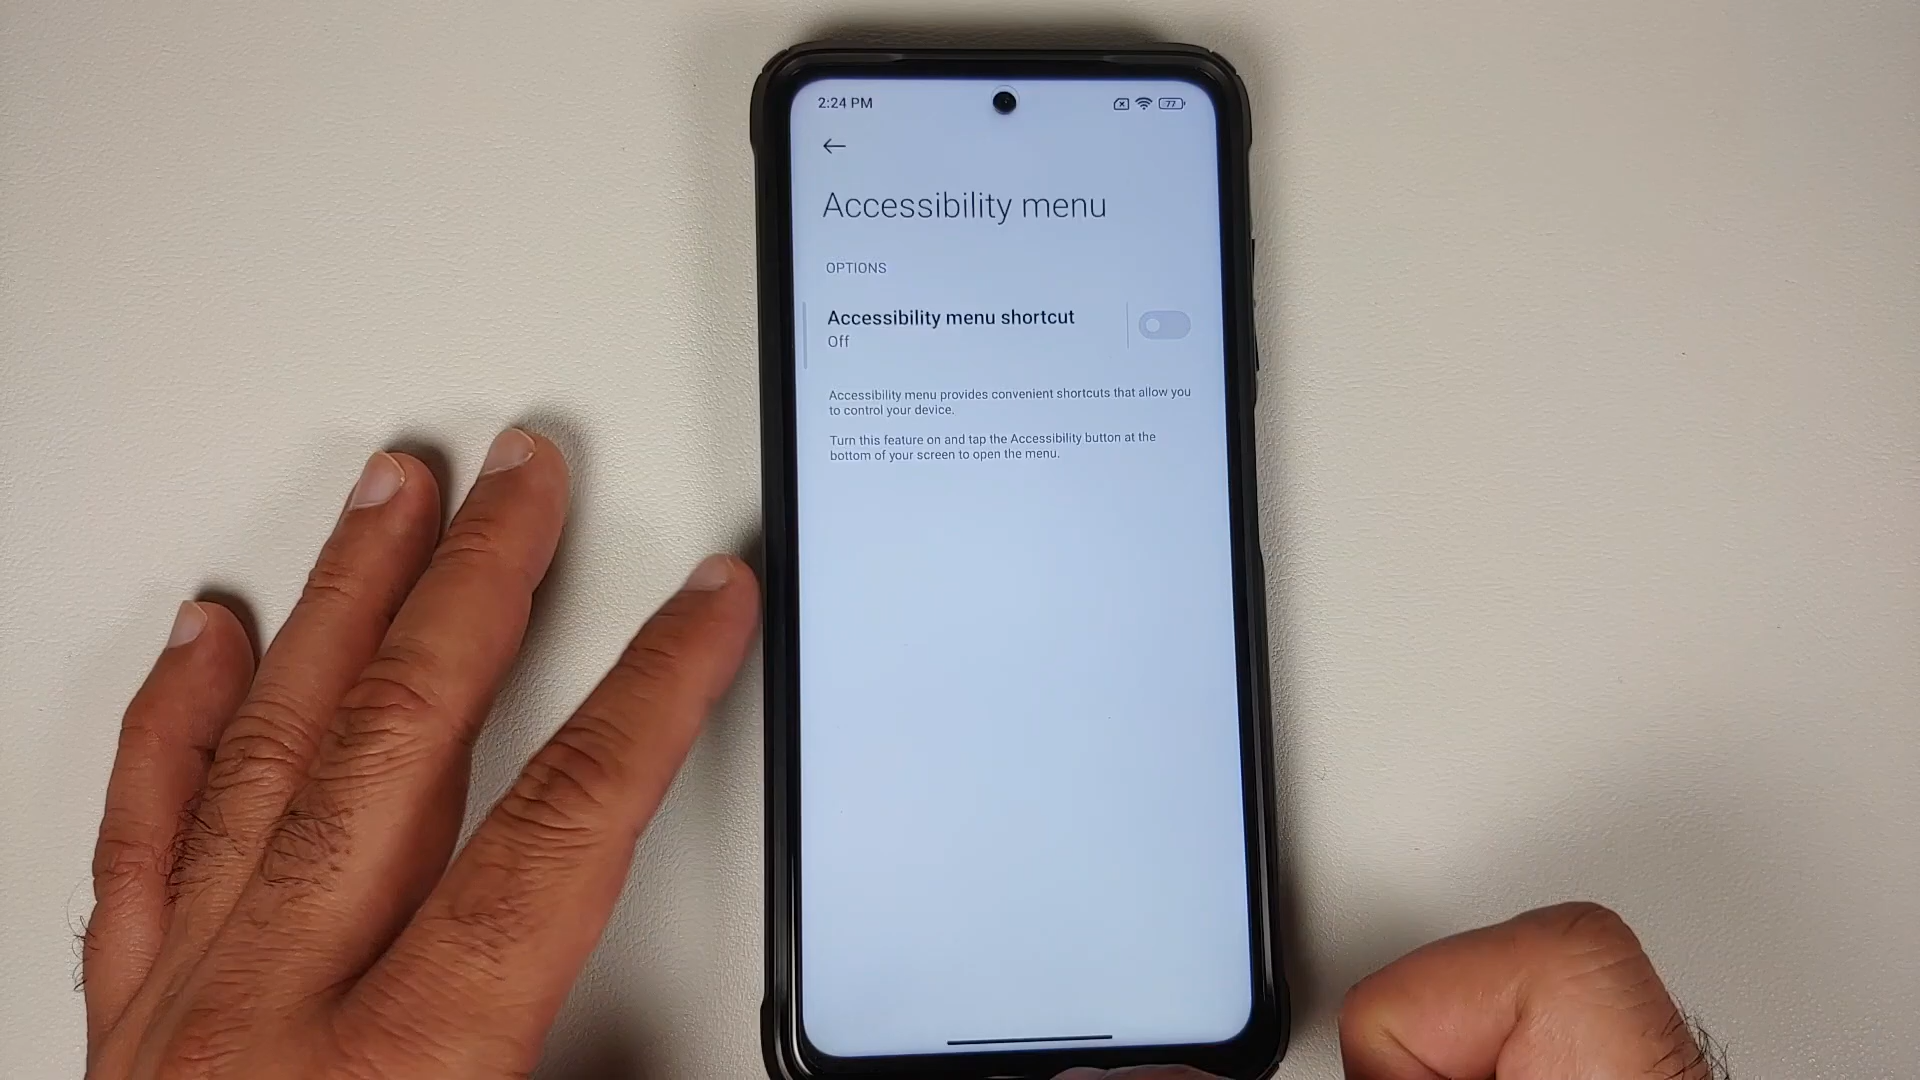 2:24 PM
77
Accessibility menu
OPTIONS
Accessibility menu shortcut
Off
Accessibility menu provides convenient shortcuts that allow you
to control your device.
Turn this feature on and tap the Accessibility button at the
bottom of your screen to open the menu.